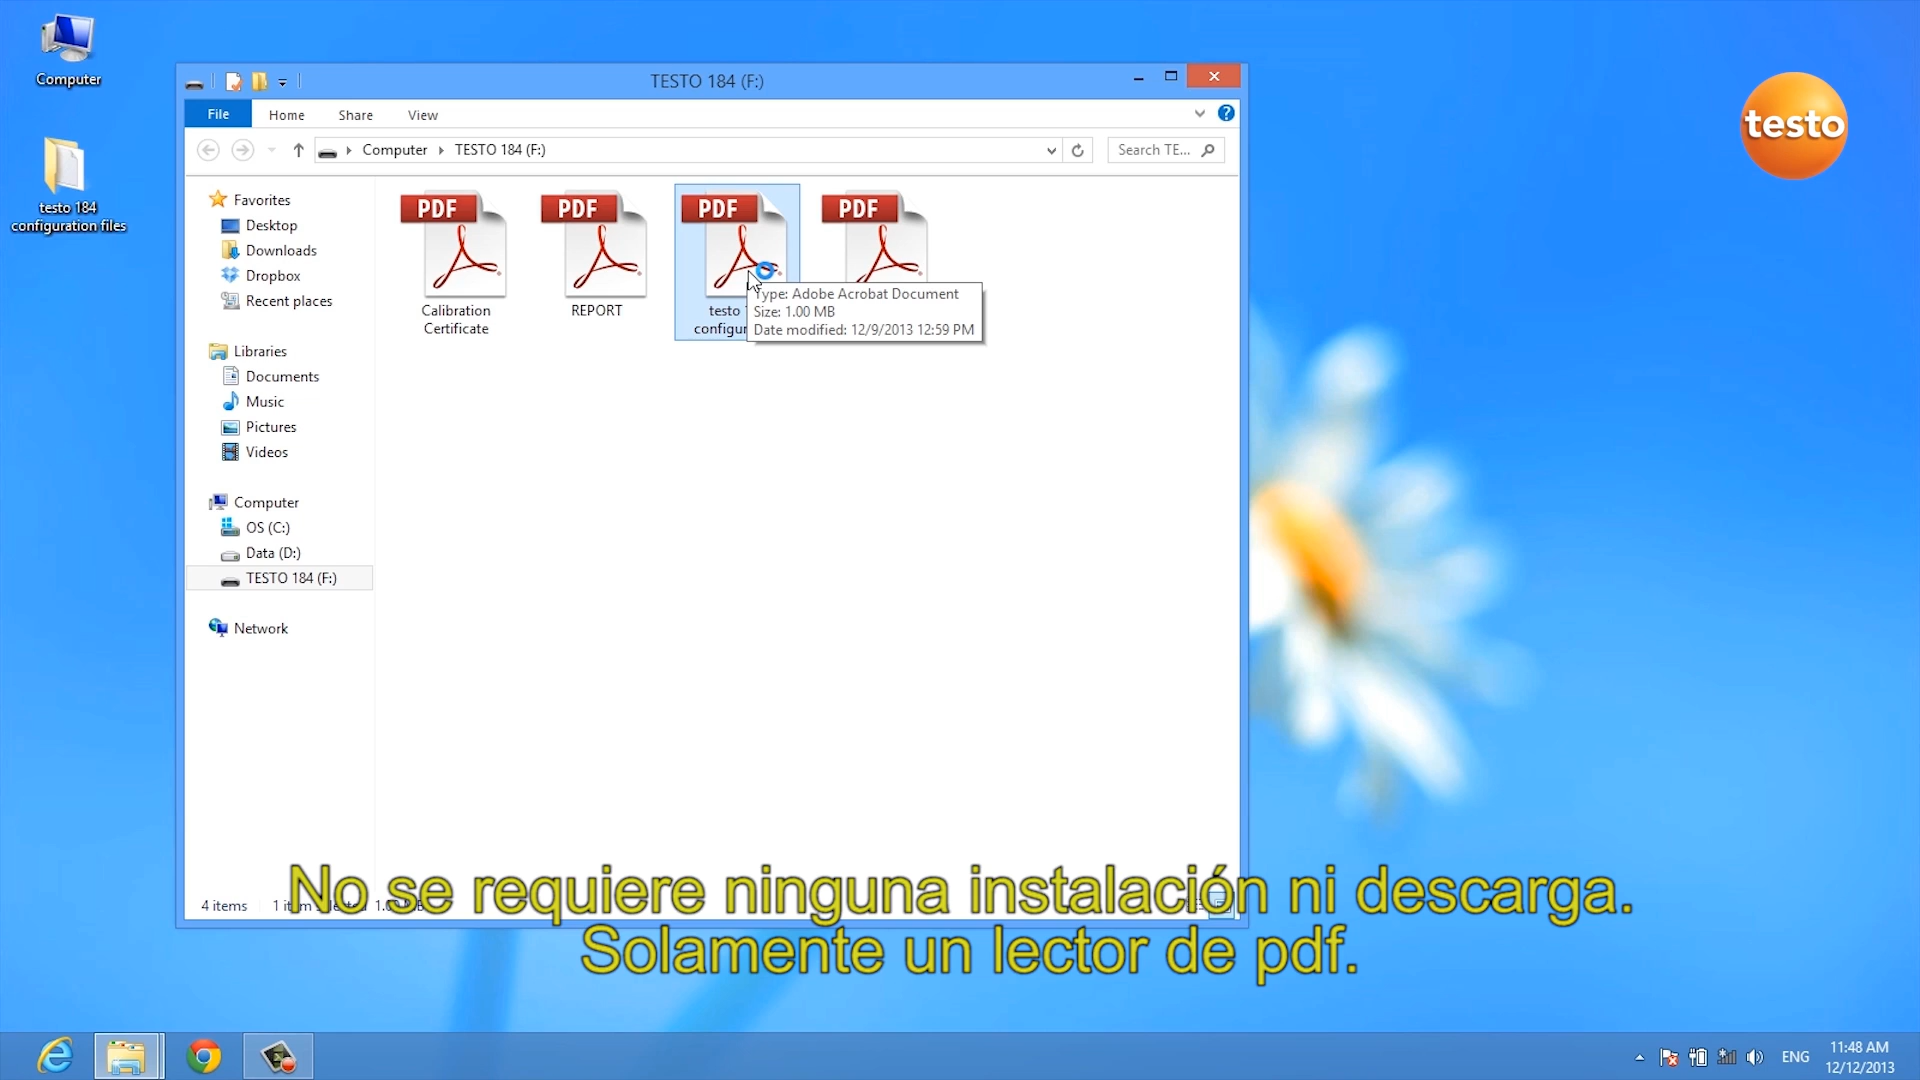 Computer
testo 184
configuration files
testo
TESTO 184 (F:)
File
Home
Share
View
Computer
TESTO 184 (F:)
Search TE...
Favorites
Desktop
Downloads
Dropbox
Recent places
Libraries
Documents
Music
Pictures
Videos
Computer
OS (C:)
Data (D:)
TESTO 184 (F:)
Network
PDF
Calibration
Certificate
PDF
REPORT
PDF
testo
configur
PDF
Type: Adobe Acrobat Document
Size: 1.00 MB
Date modified: 12/9/2013 12:59 PM
4 items
1 item selected
No se requiere ninguna instalación ni descarga.
Solamente un lector de pdf.
ENG
11:48 AM
12/12/2013